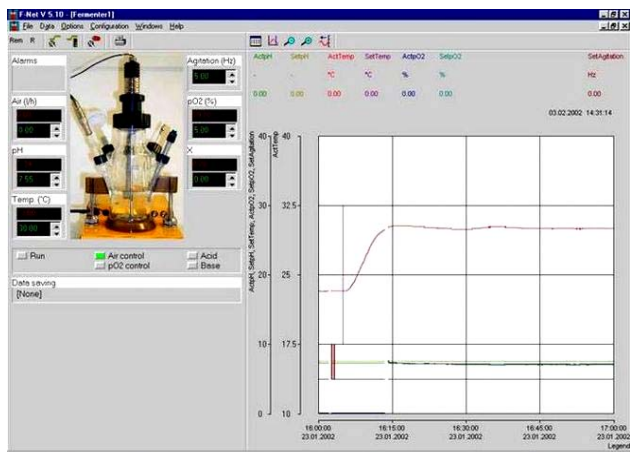 F-Net V 5.10 - [Fermenter1]
File Data Options Configuration Windows Help
Rem R
Alarms
Agitation (Hz)
5.00
Air (l/h)
0.00
pO2 (%)
5.00
pH
7.55
X
0.00
Temp (°C)
30.00
Run
Air control
Acid
pO2 control
Base
Data saving
[None]
ActpH SetpH ActTemp SetTemp ActpO2 SetpO2 SetAgitation
- - °C °C % % Hz
0.00 0.00 0.00 0.00 0.00 0.00 0.00
03.02.2002 14:31:14
ActpH, SetpH, SetTemp, ActpO2, SetpO2, SetAgitation
ActTemp
40 40
30 32.5
20 25
10 17.5
0 10
16:00:00 16:15:00 16:30:00 16:45:00 17:00:00
23.01.2002 23.01.2002 23.01.2002 23.01.2002 23.01.2002
Legend